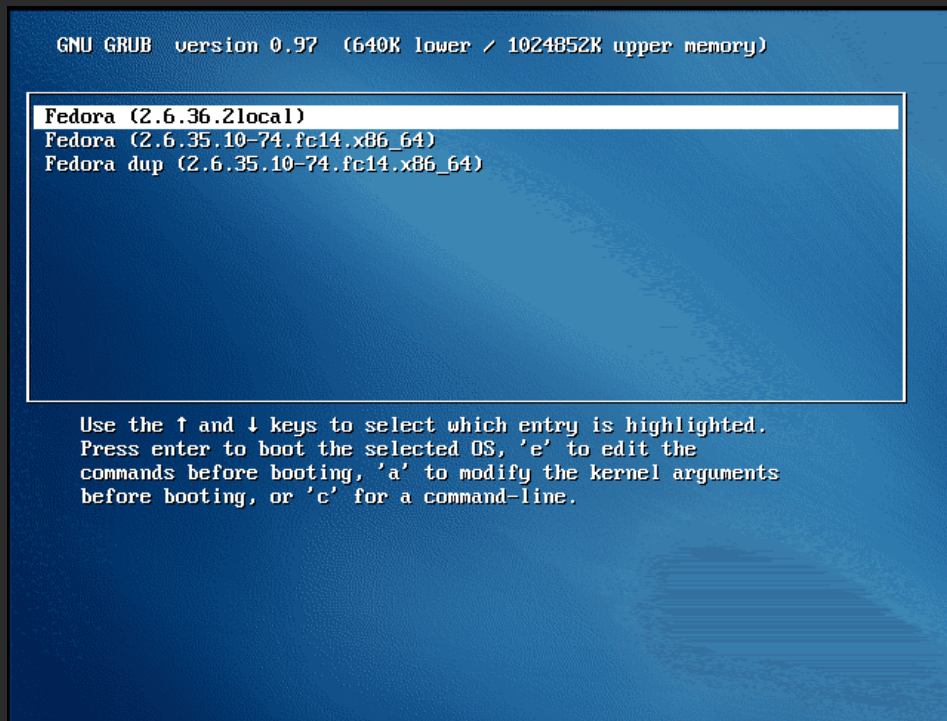 GNU GRUB  version 0.97  (640K lower / 1024852K upper memory)
Fedora (2.6.36.2local)
Fedora (2.6.35.10-74.fc14.x86_64)
Fedora dup (2.6.35.10-74.fc14.x86_64)
Use the ↑ and ↓ keys to select which entry is highlighted.
Press enter to boot the selected OS, 'e' to edit the
commands before booting, 'a' to modify the kernel arguments
before booting, or 'c' for a command-line.